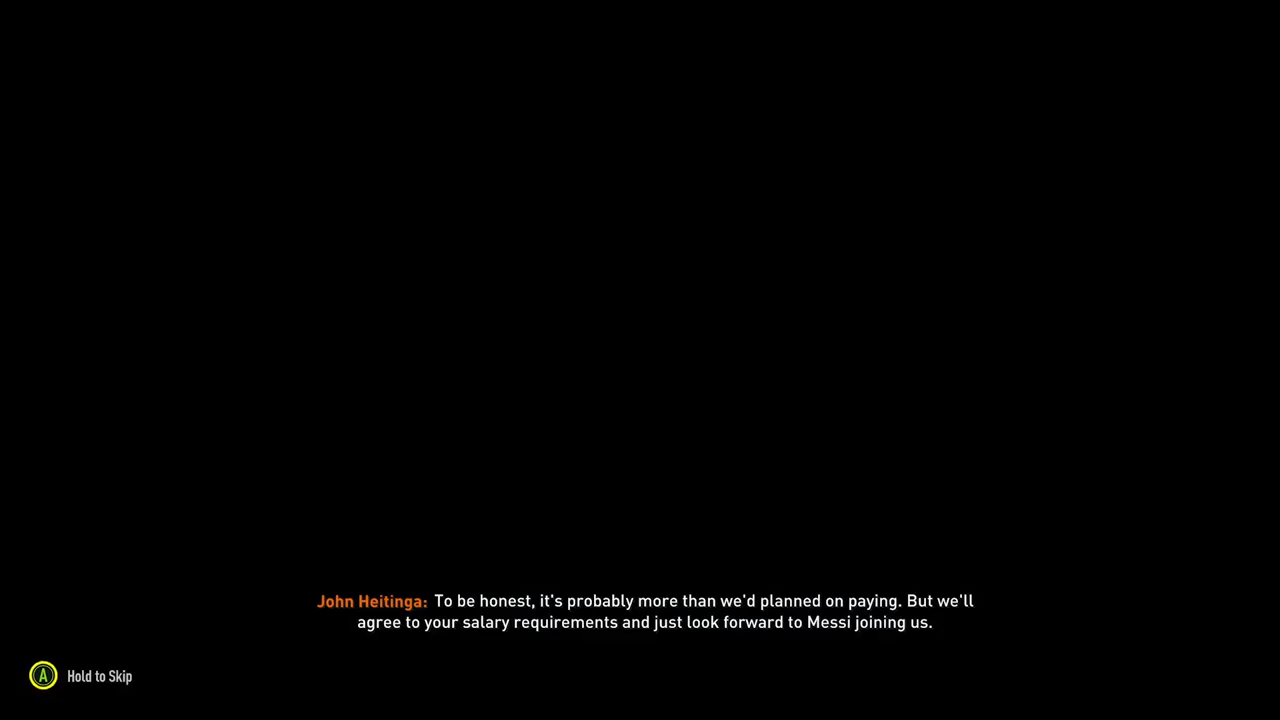 John Heitinga: To be honest, it's probably more than we'd planned on paying. But we'll
agree to your salary requirements and just look forward to Messi joining us.
A Hold to Skip